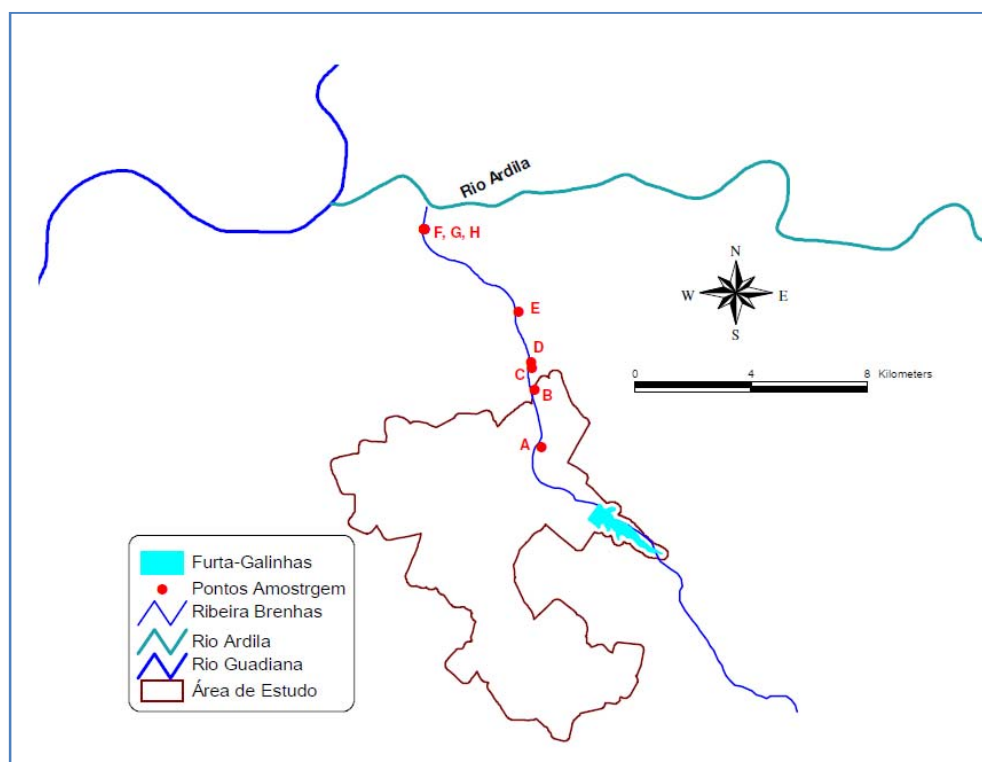 Rio Ardila
F, G, H
N
W
E
S
E
D
C
B
0 4 8 Kilometers
A
Furta-Galinhas
Pontos Amostrgem
Ribeira Brenhas
Rio Ardila
Rio Guadiana
Área de Estudo